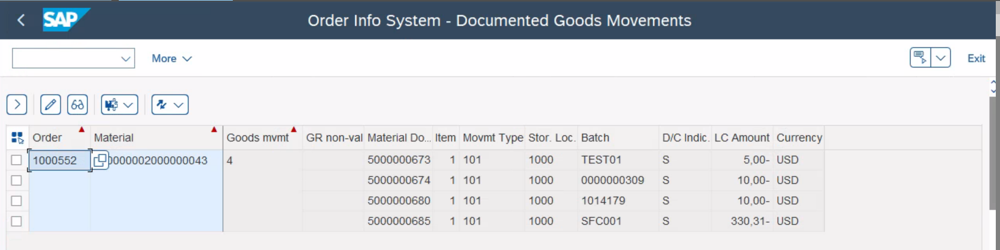 SAP
Order Info System - Documented Goods Movements
More
Exit
Order Material Goods mvmt GR non-val Material Do... Item Movmt Type Stor. Loc. Batch D/C Indic. LC Amount Currency
1000552 0000002000000043 4 5000000673 1 101 1000 TEST01 S 5,00- USD
5000000674 1 101 1000 0000000309 S 10,00- USD
5000000680 1 101 1000 1014179 S 10,00- USD
5000000685 1 101 1000 SFC001 S 330,31- USD